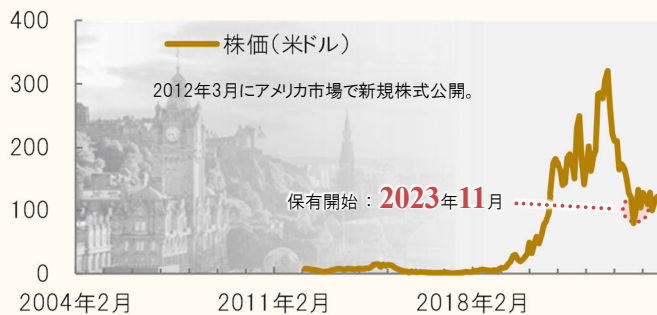 400
株価（米ドル）
300
2012年3月にアメリカ市場で新規株式公開。
200
保有開始：2023年11月
100
0
2004年2月
2011年2月
2018年2月